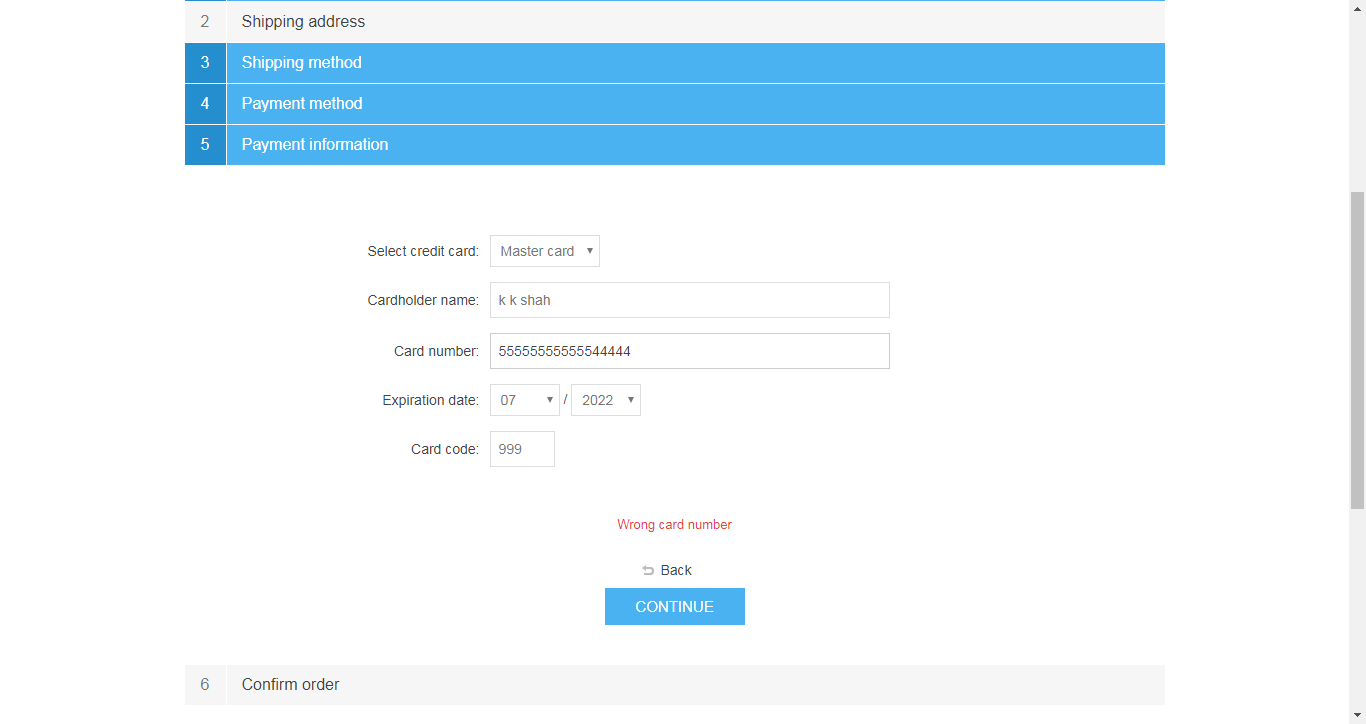 2 Shipping address
3 Shipping method
4 Payment method
5 Payment information
Select credit card: Master card
Cardholder name: k k shah
Card number: 55555555555544444
Expiration date: 07 / 2022
Card code: 999
Wrong card number
Back
CONTINUE
6 Confirm order